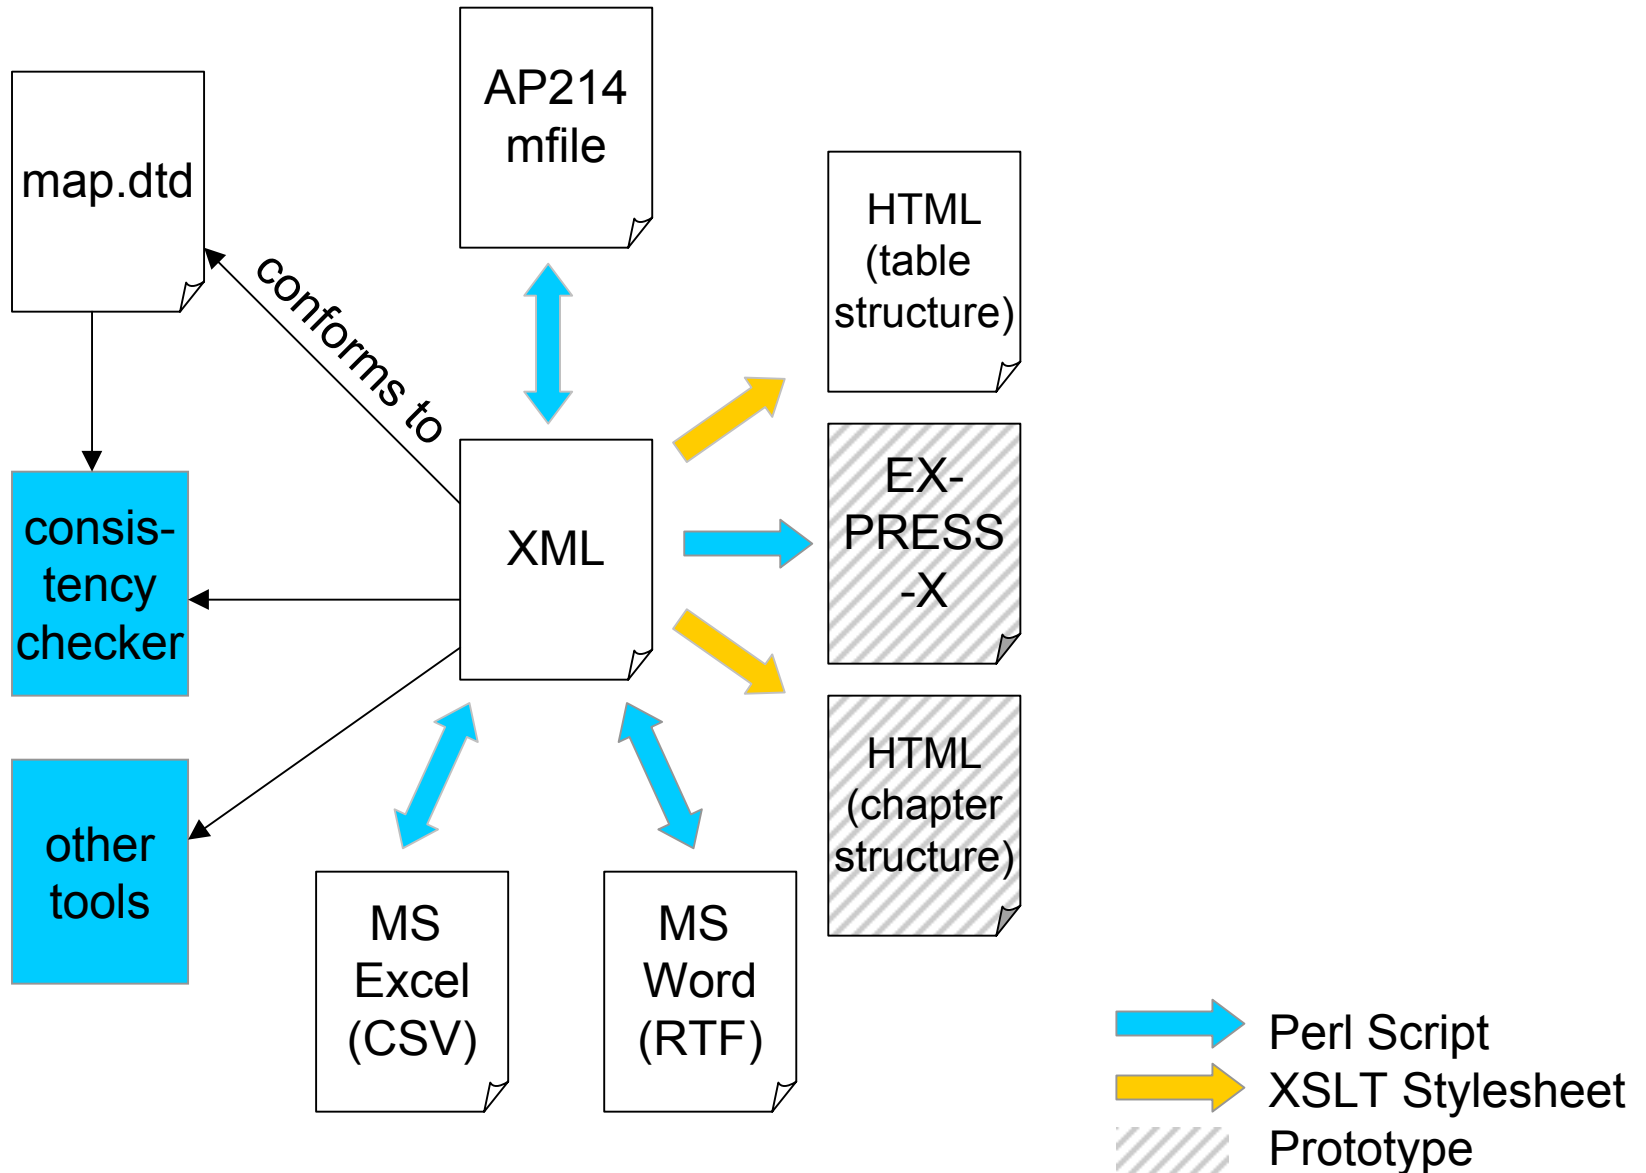 AP214
mfile
map.dtd
HTML
(table
structure)
conforms to
EX-
PRESS
-X
consis-
tency
checker
XML
HTML
(chapter
structure)
other
tools
MS
Excel
(CSV)
MS
Word
(RTF)
Perl Script
XSLT Stylesheet
Prototype